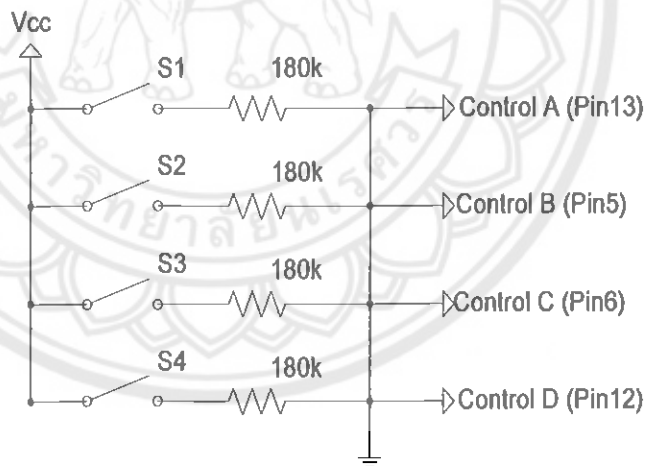 Vcc
S1 180k
Control A (Pin13)
S2 180k
Control B (Pin5)
S3 180k
Control C (Pin6)
S4 180k
Control D (Pin12)